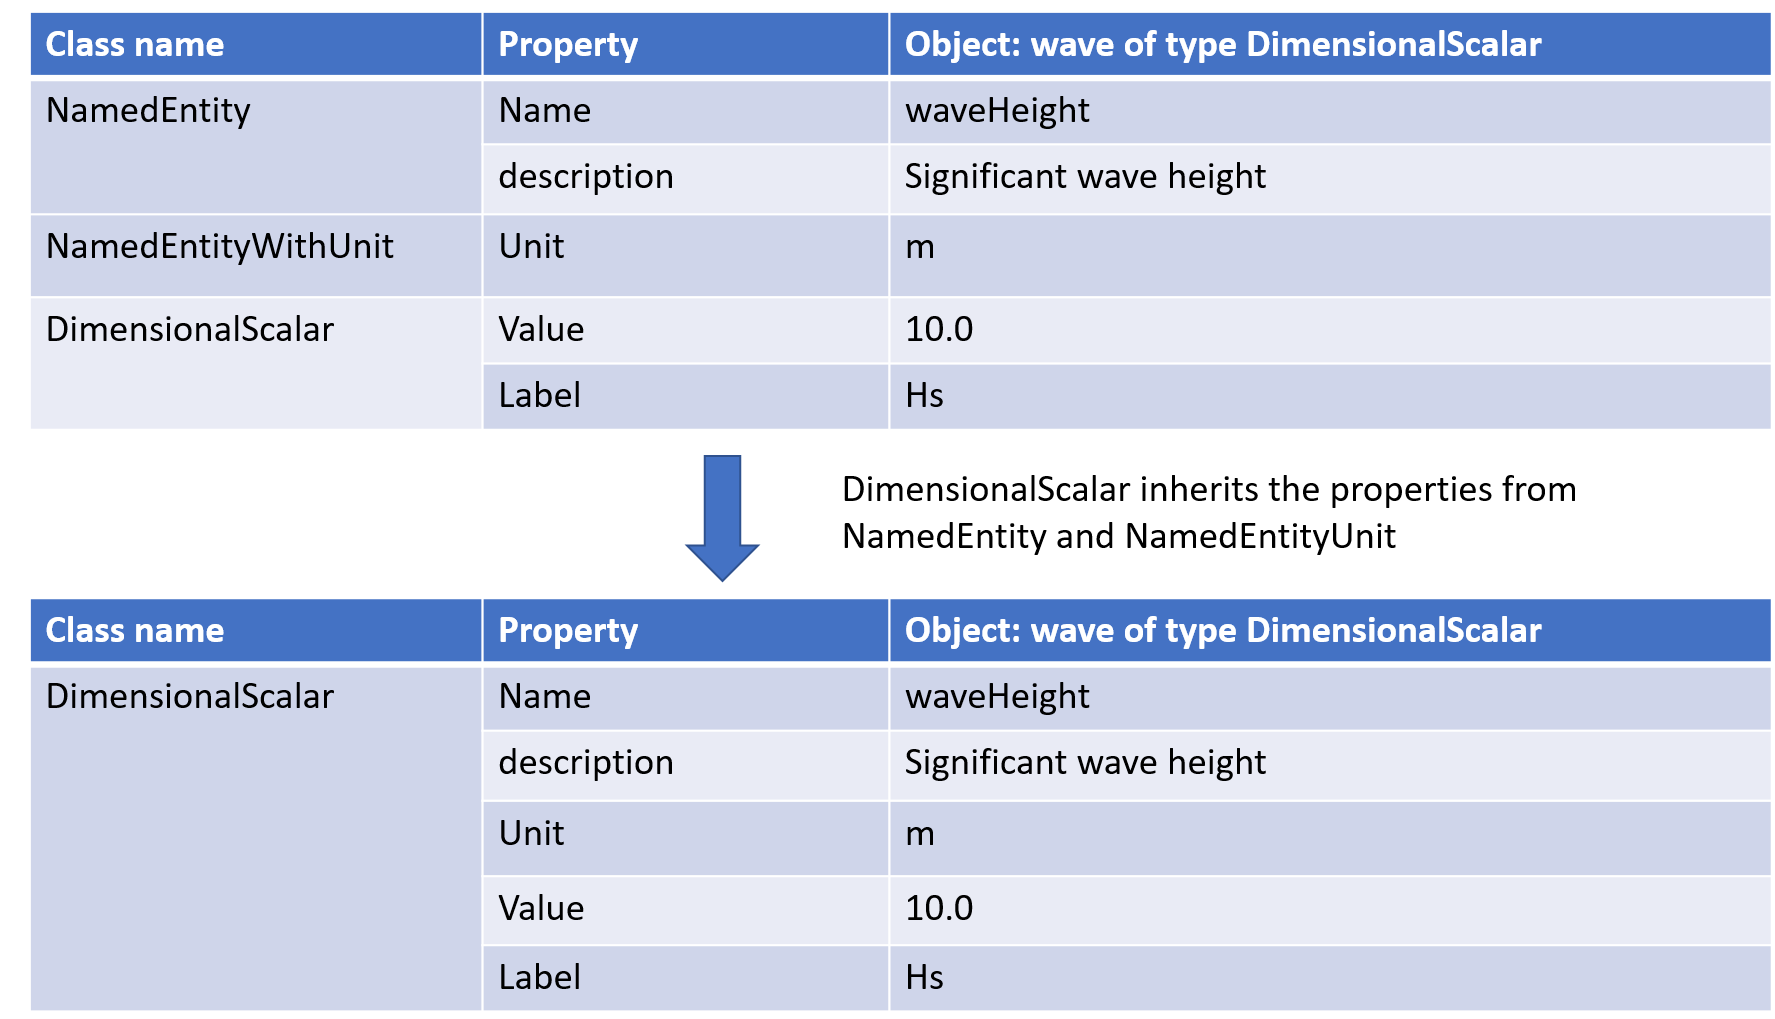 Class name Property Object: wave of type DimensionalScalar
NamedEntity Name waveHeight
description Significant wave height
NamedEntityWithUnit Unit m
DimensionalScalar Value 10.0
Label Hs
DimensionalScalar inherits the properties from
NamedEntity and NamedEntityUnit
Class name Property Object: wave of type DimensionalScalar
DimensionalScalar Name waveHeight
description Significant wave height
Unit m
Value 10.0
Label Hs